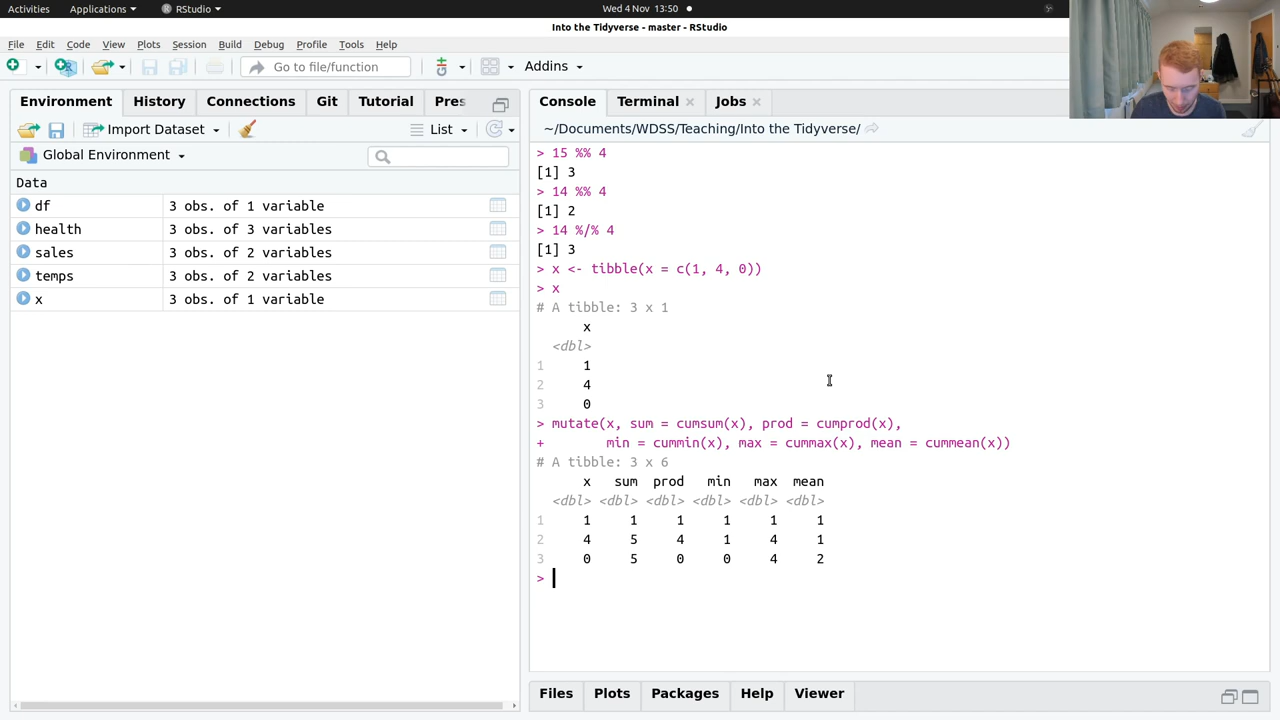 Activities Applications RStudio Wed 4 Nov 13:50
Into the Tidyverse - master - RStudio
File Edit Code View Plots Session Build Debug Profile Tools Help
Go to file/function Addins
Environment History Connections Git Tutorial Pres
Import Dataset List
Global Environment
Data
df 3 obs. of 1 variable
health 3 obs. of 3 variables
sales 3 obs. of 2 variables
temps 3 obs. of 2 variables
x 3 obs. of 1 variable
Console Terminal Jobs
~/Documents/WDSS/Teaching/Into the Tidyverse/
> 15 %% 4
[1] 3
> 14 %% 4
[1] 2
> 14 %/% 4
[1] 3
> x <- tibble(x = c(1, 4, 0))
> x
# A tibble: 3 x 1
x
<dbl>
1 1
2 4
3 0
> mutate(x, sum = cumsum(x), prod = cumprod(x),
+ min = cummin(x), max = cummax(x), mean = cummean(x))
# A tibble: 3 x 6
x sum prod min max mean
<dbl> <dbl> <dbl> <dbl> <dbl> <dbl>
1 1 1 1 1 1 1
2 4 5 4 1 4 1
3 0 5 0 0 4 2
>
Files Plots Packages Help Viewer